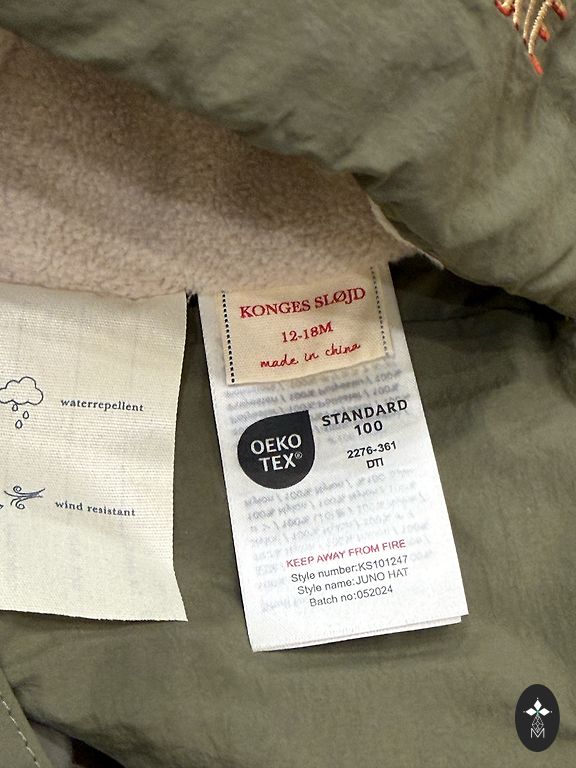 waterrepellent
wind resistant
KONGES SLØJD
12-18M
made in china
OEKO
TEX®
STANDARD
100
2276-361
DTI
KEEP AWAY FROM FIRE
Style number:KS101247
Style name:JUNO HAT
Batch no:052024
M